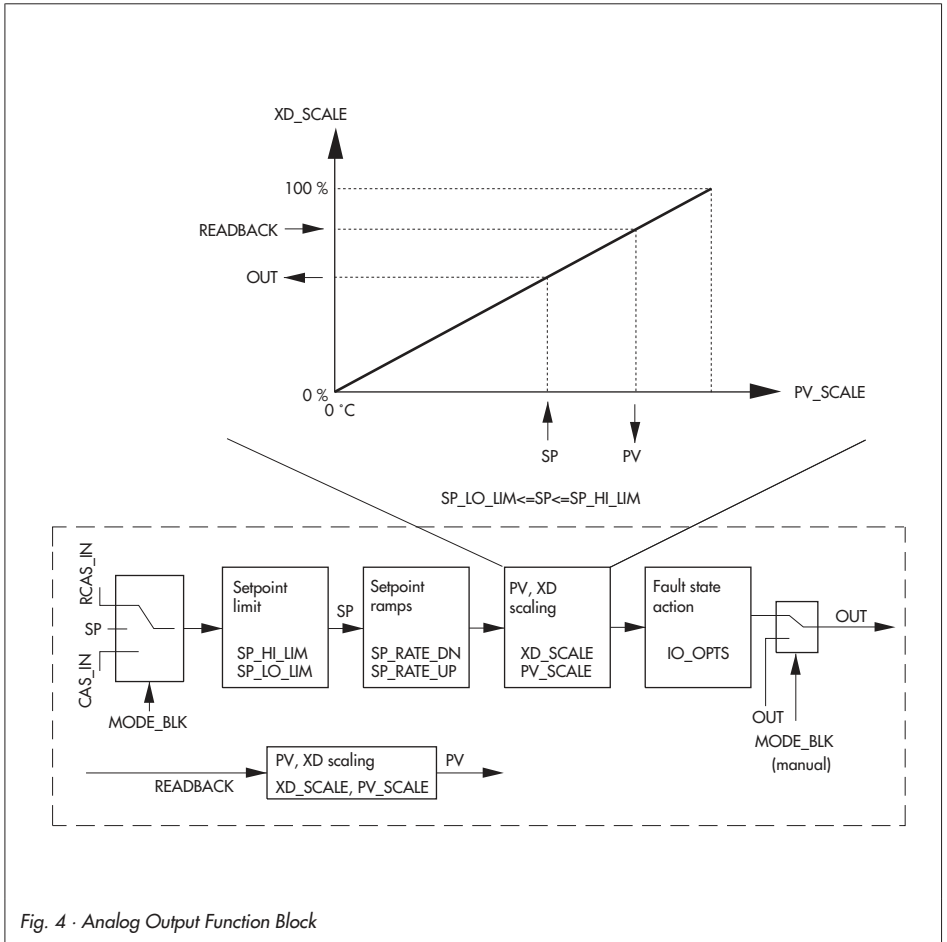 XD_SCALE
100 %
READBACK
OUT
0 %
0 °C
PV_SCALE
SP
PV
SP_LO_LIM<=SP<=SP_HI_LIM
RCAS_IN
SP
CAS_IN
MODE_BLK
Setpoint
limit
SP_HI_LIM
SP_LO_LIM
SP
Setpoint
ramps
SP_RATE_DN
SP_RATE_UP
PV, XD
scaling
XD_SCALE
PV_SCALE
Fault state
action
IO_OPTS
OUT
OUT
MODE_BLK
(manual)
READBACK
PV, XD scaling
XD_SCALE, PV_SCALE
PV
Fig. 4 · Analog Output Function Block